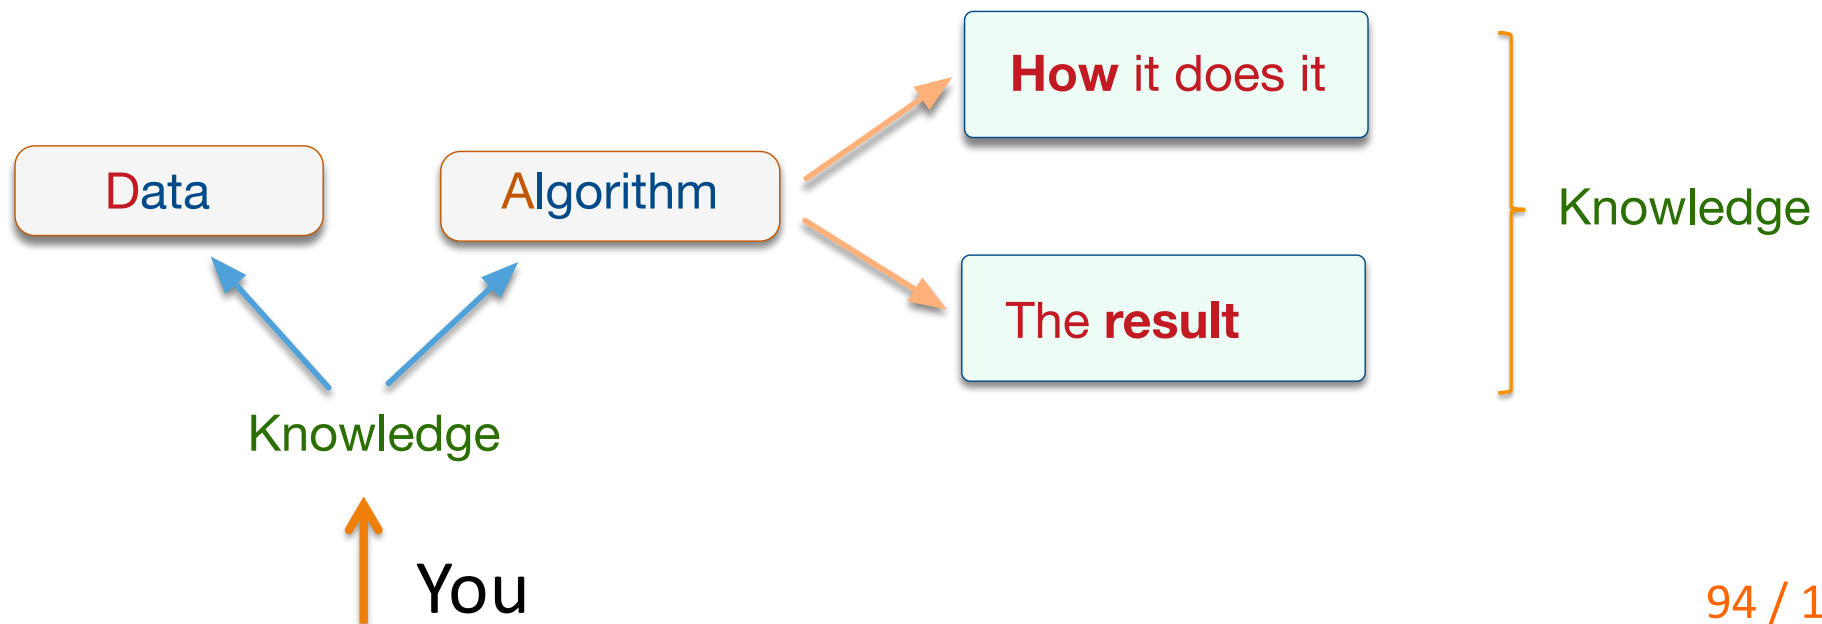 How it does it
Data
Algorithm
Knowledge
The result
Knowledge
You
94 / 1